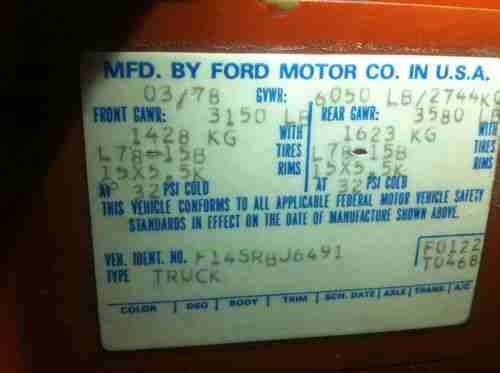 MFD. BY FORD MOTOR CO. IN U.S.A.
03/78 GVWR: 6050 LB/2744KG
FRONT GAWR: 3150 LB REAR GAWR: 3580 LB
1428 KG WITH 1623 KG WITH
L78-15B TIRES L78-15B TIRES
15X5.5K RIMS 15X5.5K RIMS
AT 32 PSI COLD AT 32 PSI COLD
THIS VEHICLE CONFORMS TO ALL APPLICABLE FEDERAL MOTOR VEHICLE SAFETY
STANDARDS IN EFFECT ON THE DATE OF MANUFACTURE SHOWN ABOVE.
VEH. IDENT. NO. F14SRBJ6491 F0122
TYPE TRUCK T0468
COLOR DSO BODY TRIM SCH. DATE AXLE TRANS. A/C